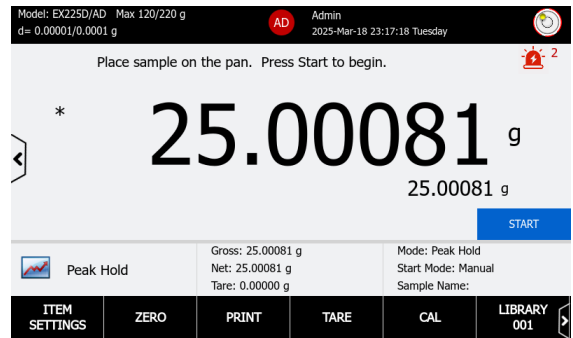 Model: EX225D/AD Max 120/220 g
d= 0.00001/0.0001 g
AD
Admin
2025-Mar-18 23:17:18 Tuesday
Place sample on the pan. Press Start to begin.
2
*
25.00081 g
25.00081 g
START
Peak Hold
Gross: 25.00081 g
Net: 25.00081 g
Tare: 0.00000 g
Mode: Peak Hold
Start Mode: Manual
Sample Name:
ITEM
SETTINGS
ZERO
PRINT
TARE
CAL
LIBRARY
001